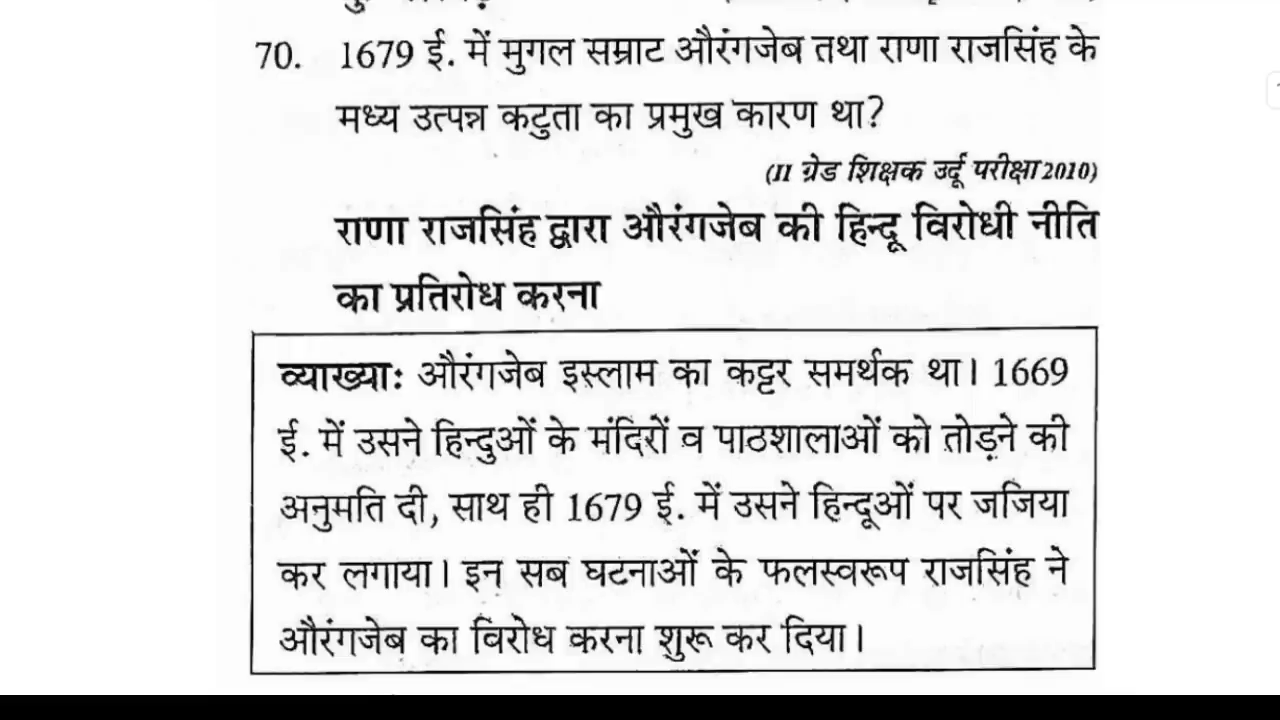 70. 1679 ई. में मुगल सम्राट औरंगजेब तथा राणा राजसिंह के
मध्य उत्पन्न कटुता का प्रमुख कारण था?
(II ग्रेड शिक्षक उर्दू परीक्षा 2010)
राणा राजसिंह द्वारा औरंगजेब की हिन्दू विरोधी नीति
का प्रतिरोध करना
व्याख्याः औरंगजेब इस्लाम का कट्टर समर्थक था। 1669
ई. में उसने हिन्दुओं के मंदिरों व पाठशालाओं को तोड़ने की
अनुमति दी, साथ ही 1679 ई. में उसने हिन्दूओं पर जजिया
कर लगाया। इन सब घटनाओं के फलस्वरूप राजसिंह ने
औरंगजेब का विरोध करना शुरू कर दिया।